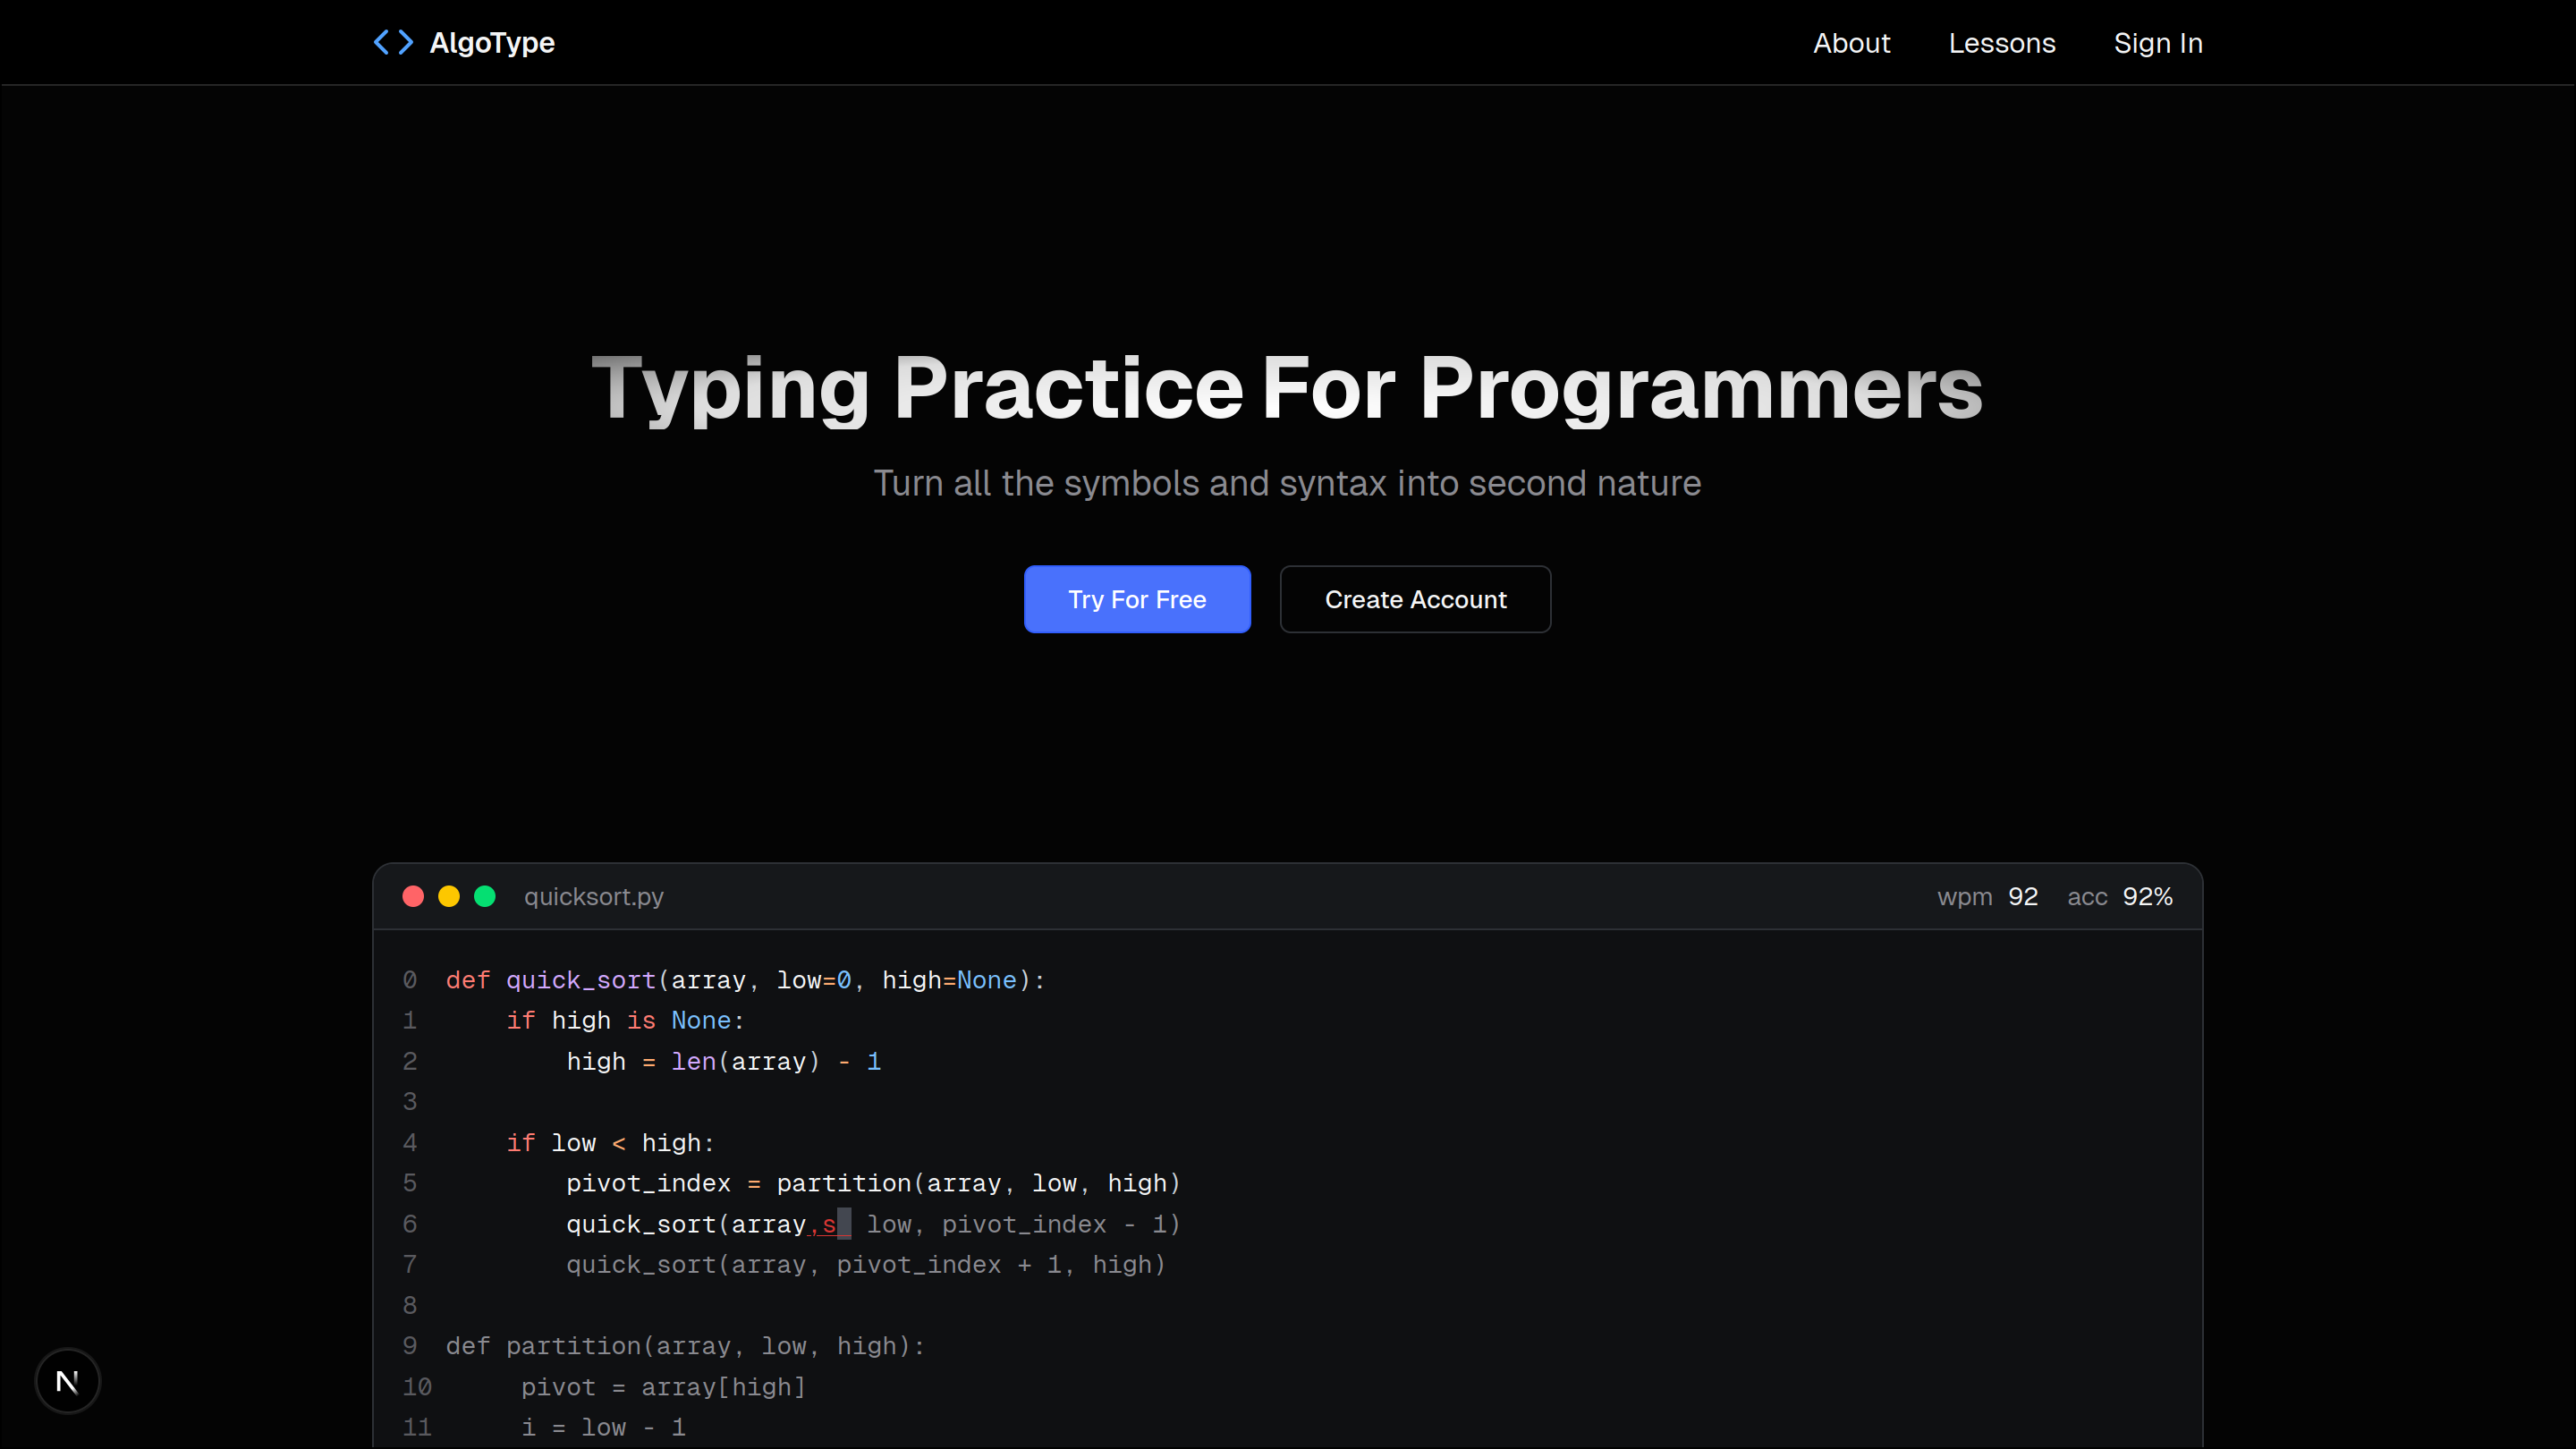 <> AlgoType About Lessons Sign In
Typing Practice For Programmers
Turn all the symbols and syntax into second nature
Try For Free Create Account
quicksort.py wpm 92 acc 92%
0 def quick_sort(array, low=0, high=None):
1     if high is None:
2         high = len(array) - 1
3
4     if low < high:
5         pivot_index = partition(array, low, high)
6         quick_sort(array,s_ low, pivot_index - 1)
7         quick_sort(array, pivot_index + 1, high)
8
9 def partition(array, low, high):
10     pivot = array[high]
11     i = low - 1
N